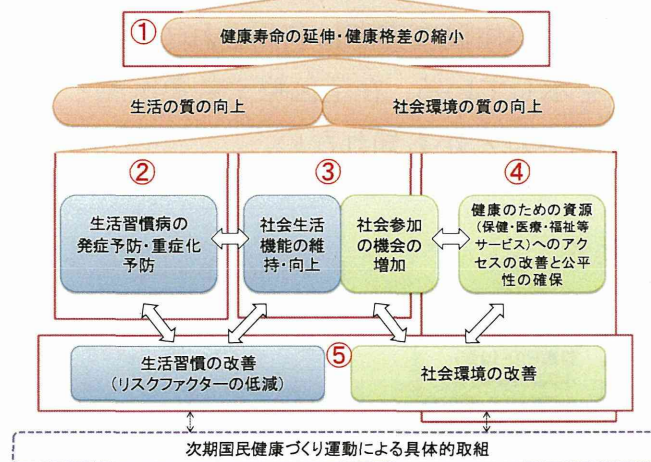 ①
健康寿命の延伸・健康格差の縮小
生活の質の向上
社会環境の質の向上
②
③
④
生活習慣病の
発症予防・重症化
予防
社会生活
機能の維
持・向上
社会参加
の機会の
増加
健康のための資源
(保健・医療・福祉等
サービス)へのアク
セスの改善と公平
性の確保
⑤
生活習慣の改善
(リスクファクターの低減)
社会環境の改善
次期国民健康づくり運動による具体的取組